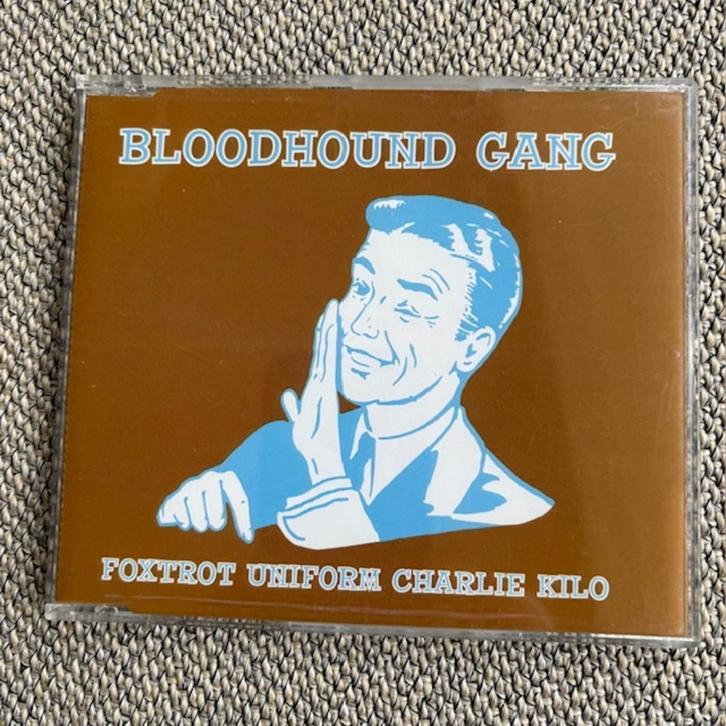 BLOODHOUND GANG
FOXTROT UNIFORM CHARLIE KILO